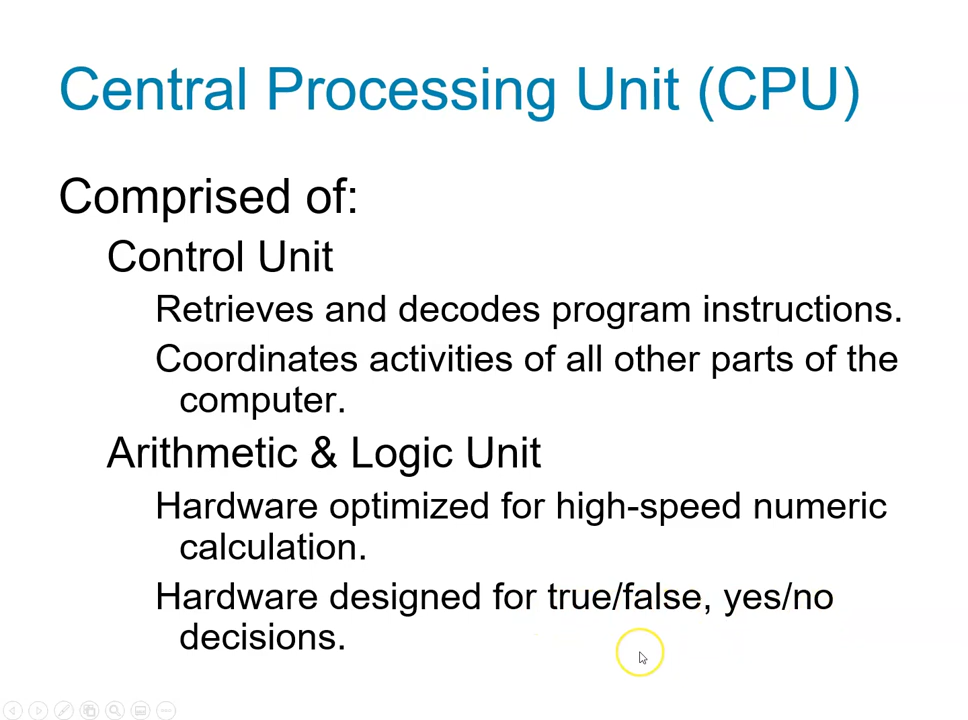 Central Processing Unit (CPU)
Comprised of:
Control Unit
Retrieves and decodes program instructions.
Coordinates activities of all other parts of the
computer.
Arithmetic & Logic Unit
Hardware optimized for high-speed numeric
calculation.
Hardware designed for true/false, yes/no
decisions.